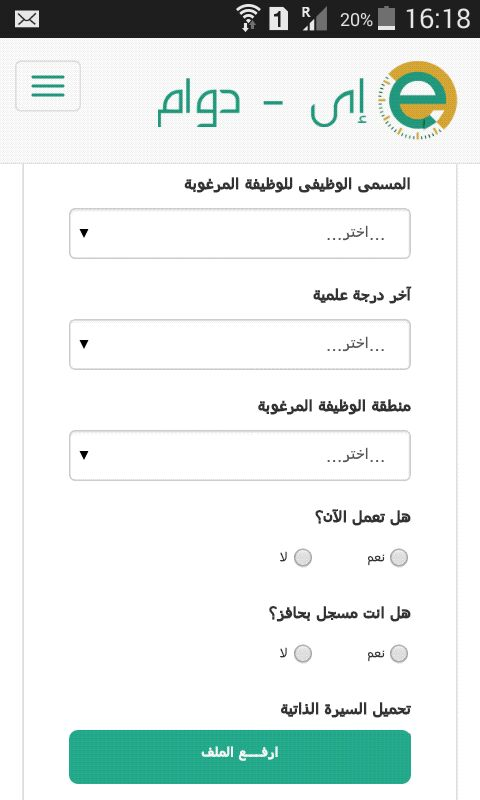 20% 16:18
R 1
إى - دوام
المسمى الوظيفى للوظيفة المرغوبة
...اختر...
آخر درجة علمية
...اختر...
منطقة الوظيفة المرغوبة
...اختر...
هل تعمل الآن؟
نعم لا
هل انت مسجل بحافز؟
نعم لا
تحميل السيرة الذاتية
ارفـــع الملف